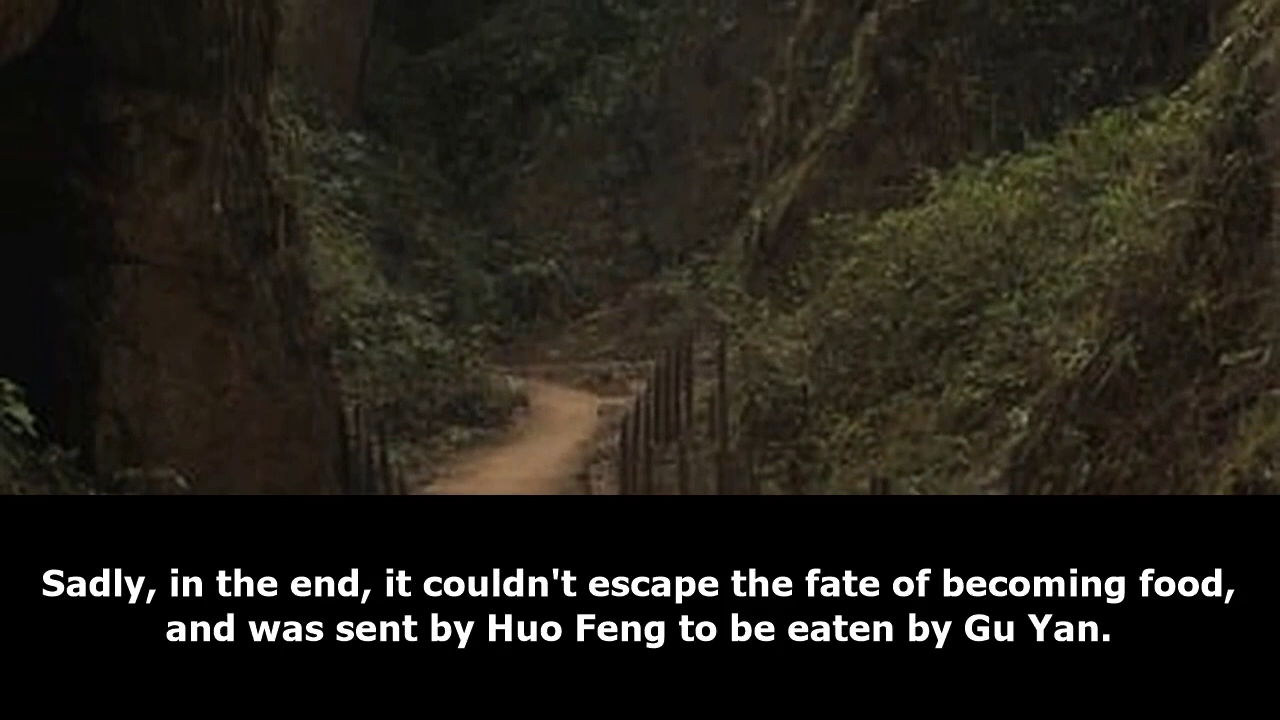 Sadly, in the end, it couldn't escape the fate of becoming food,
and was sent by Huo Feng to be eaten by Gu Yan.